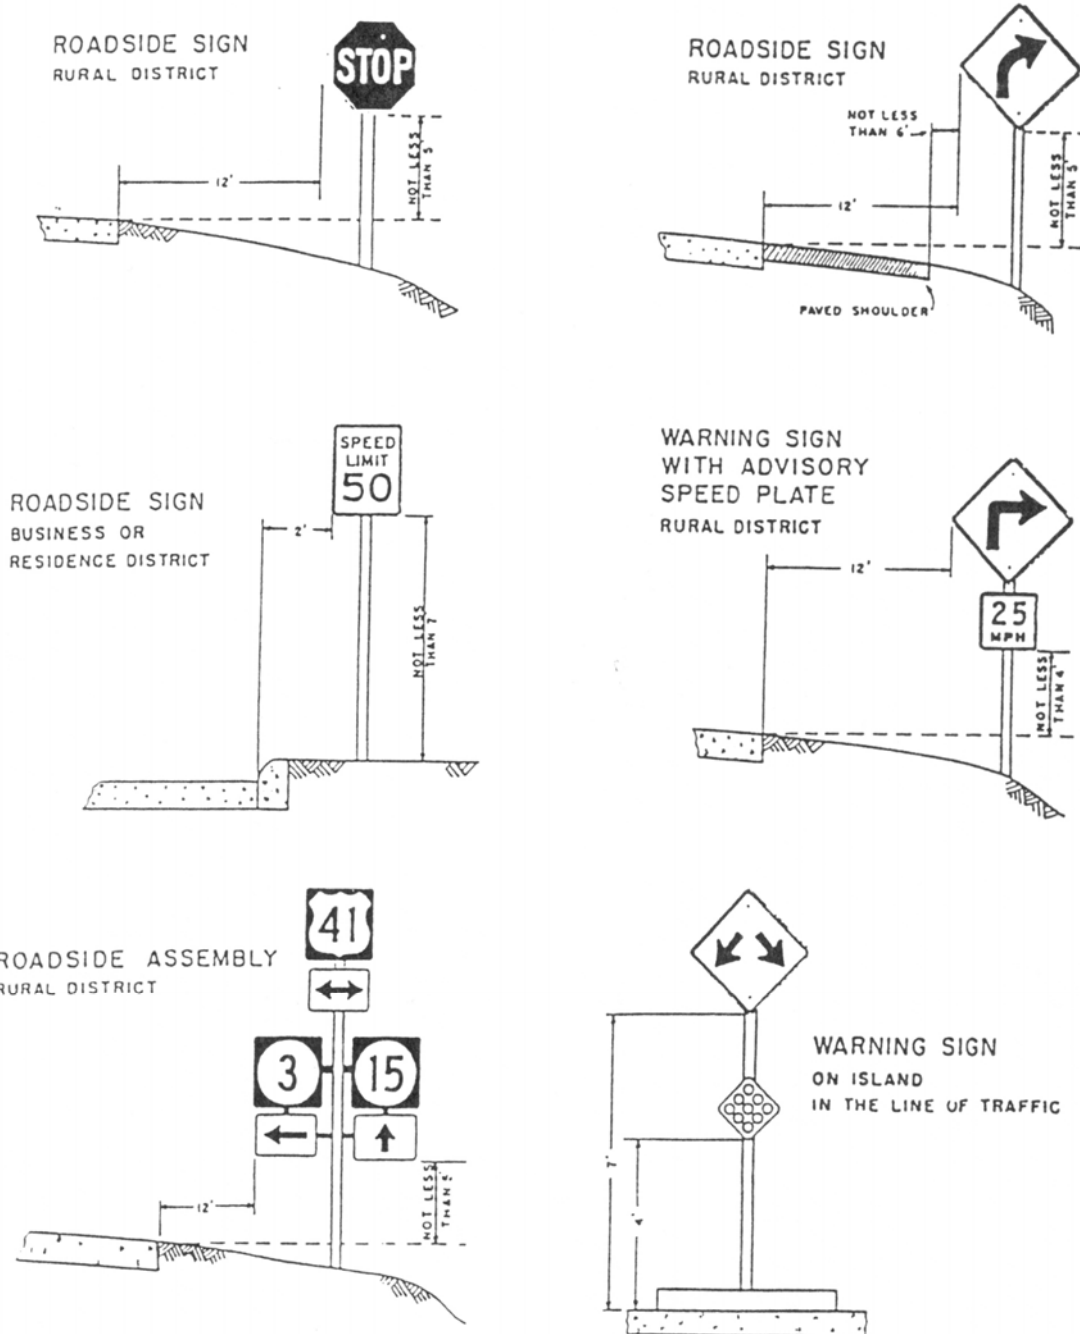 ROADSIDE SIGN
RURAL DISTRICT
STOP
NOT LESS
THAN 5'
12'
ROADSIDE SIGN
RURAL DISTRICT
NOT LESS
THAN 6'
NOT LESS
THAN 5'
12'
PAVED SHOULDER
ROADSIDE SIGN
BUSINESS OR
RESIDENCE DISTRICT
SPEED
LIMIT
50
2'
NOT LESS
THAN 7
WARNING SIGN
WITH ADVISORY
SPEED PLATE
RURAL DISTRICT
12'
25
MPH
NOT LESS
THAN 4'
ROADSIDE ASSEMBLY
RURAL DISTRICT
41
3
15
12'
NOT LESS
THAN 5
WARNING SIGN
ON ISLAND
IN THE LINE OF TRAFFIC
7'
4'